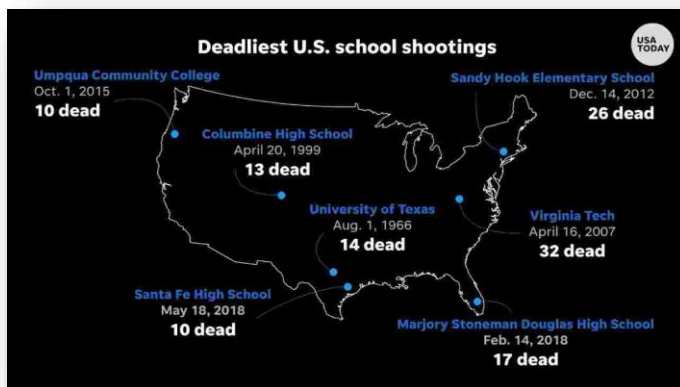 Deadliest U.S. school shootings
USA
TODAY
Umpqua Community College
Oct. 1, 2015
10 dead
Sandy Hook Elementary School
Dec. 14, 2012
26 dead
Columbine High School
April 20, 1999
13 dead
University of Texas
Aug. 1, 1966
14 dead
Virginia Tech
April 16, 2007
32 dead
Santa Fe High School
May 18, 2018
10 dead
Marjory Stoneman Douglas High School
Feb. 14, 2018
17 dead